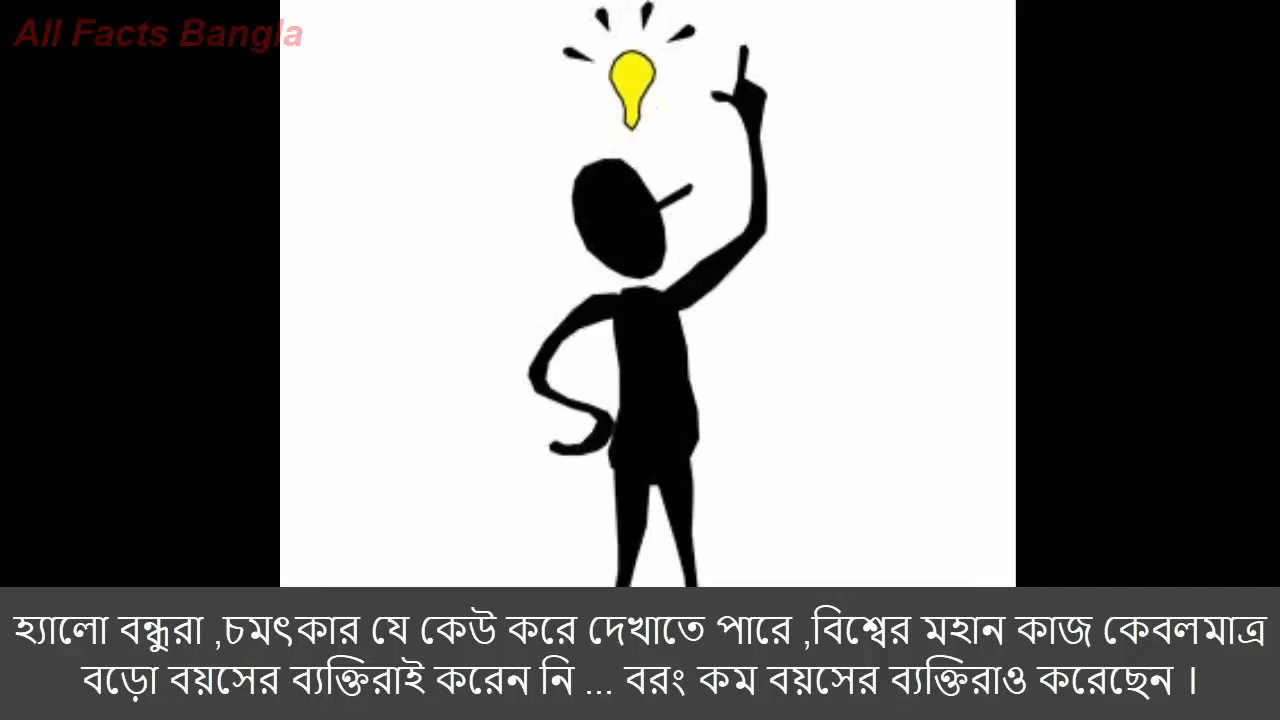 All Facts Bangla
হ্যালো বন্ধুরা ,চমৎকার যে কেউ করে দেখাতে পারে ,বিশ্বের মহান কাজ কেবলমাত্র
বড়ো বয়সের ব্যক্তিরাই করেন নি ... বরং কম বয়সের ব্যক্তিরাও করেছেন ।